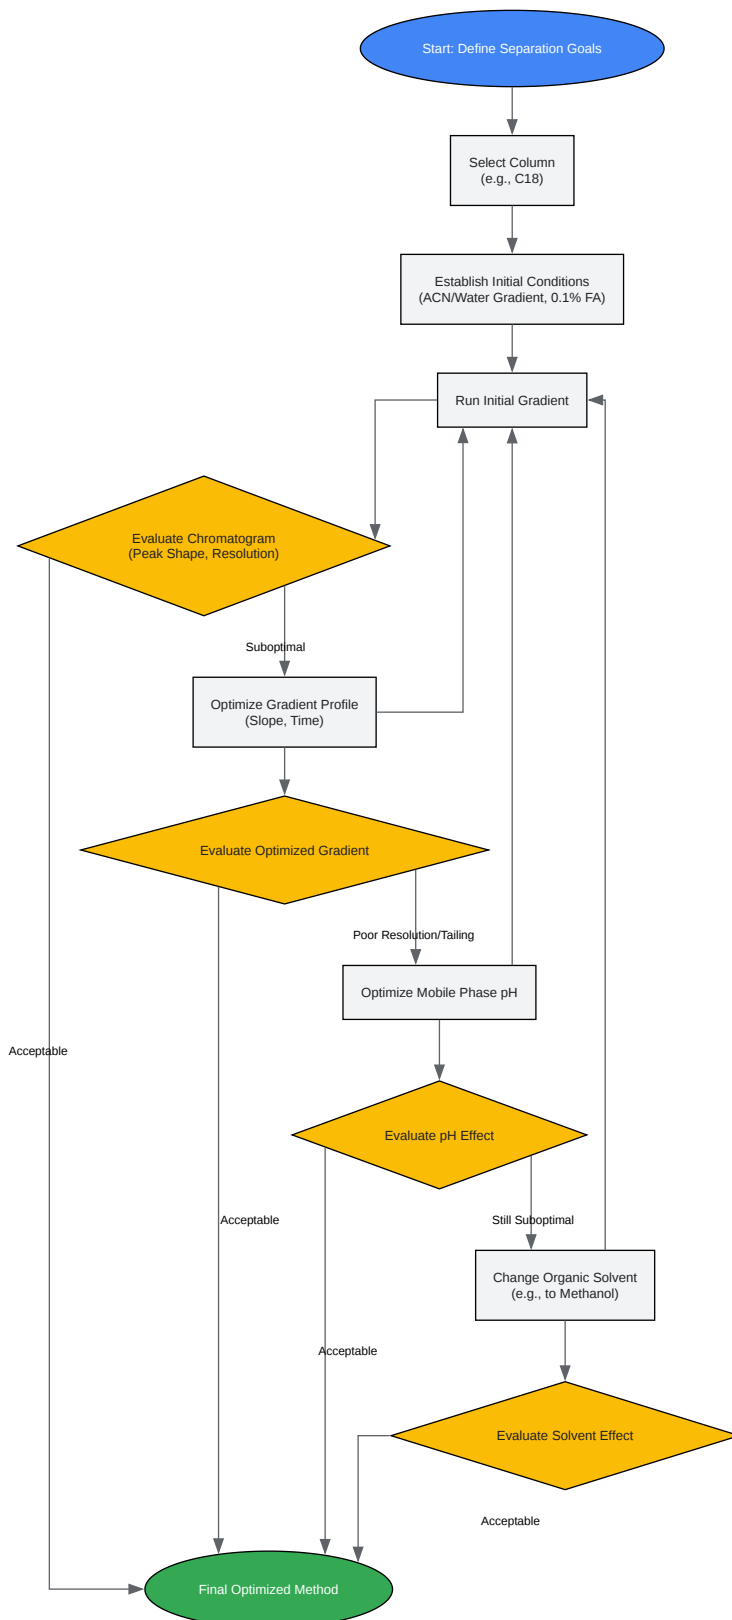 Start: Define Separation Goals
Select Column
(e.g., C18)
Establish Initial Conditions
(ACN/Water Gradient, 0.1% FA)
Run Initial Gradient
Evaluate Chromatogram
(Peak Shape, Resolution)
Suboptimal
Optimize Gradient Profile
(Slope, Time)
Evaluate Optimized Gradient
Poor Resolution/Tailing
Optimize Mobile Phase pH
Acceptable
Evaluate pH Effect
Acceptable
Still Suboptimal
Change Organic Solvent
(e.g., to Methanol)
Acceptable
Evaluate Solvent Effect
Acceptable
Final Optimized Method